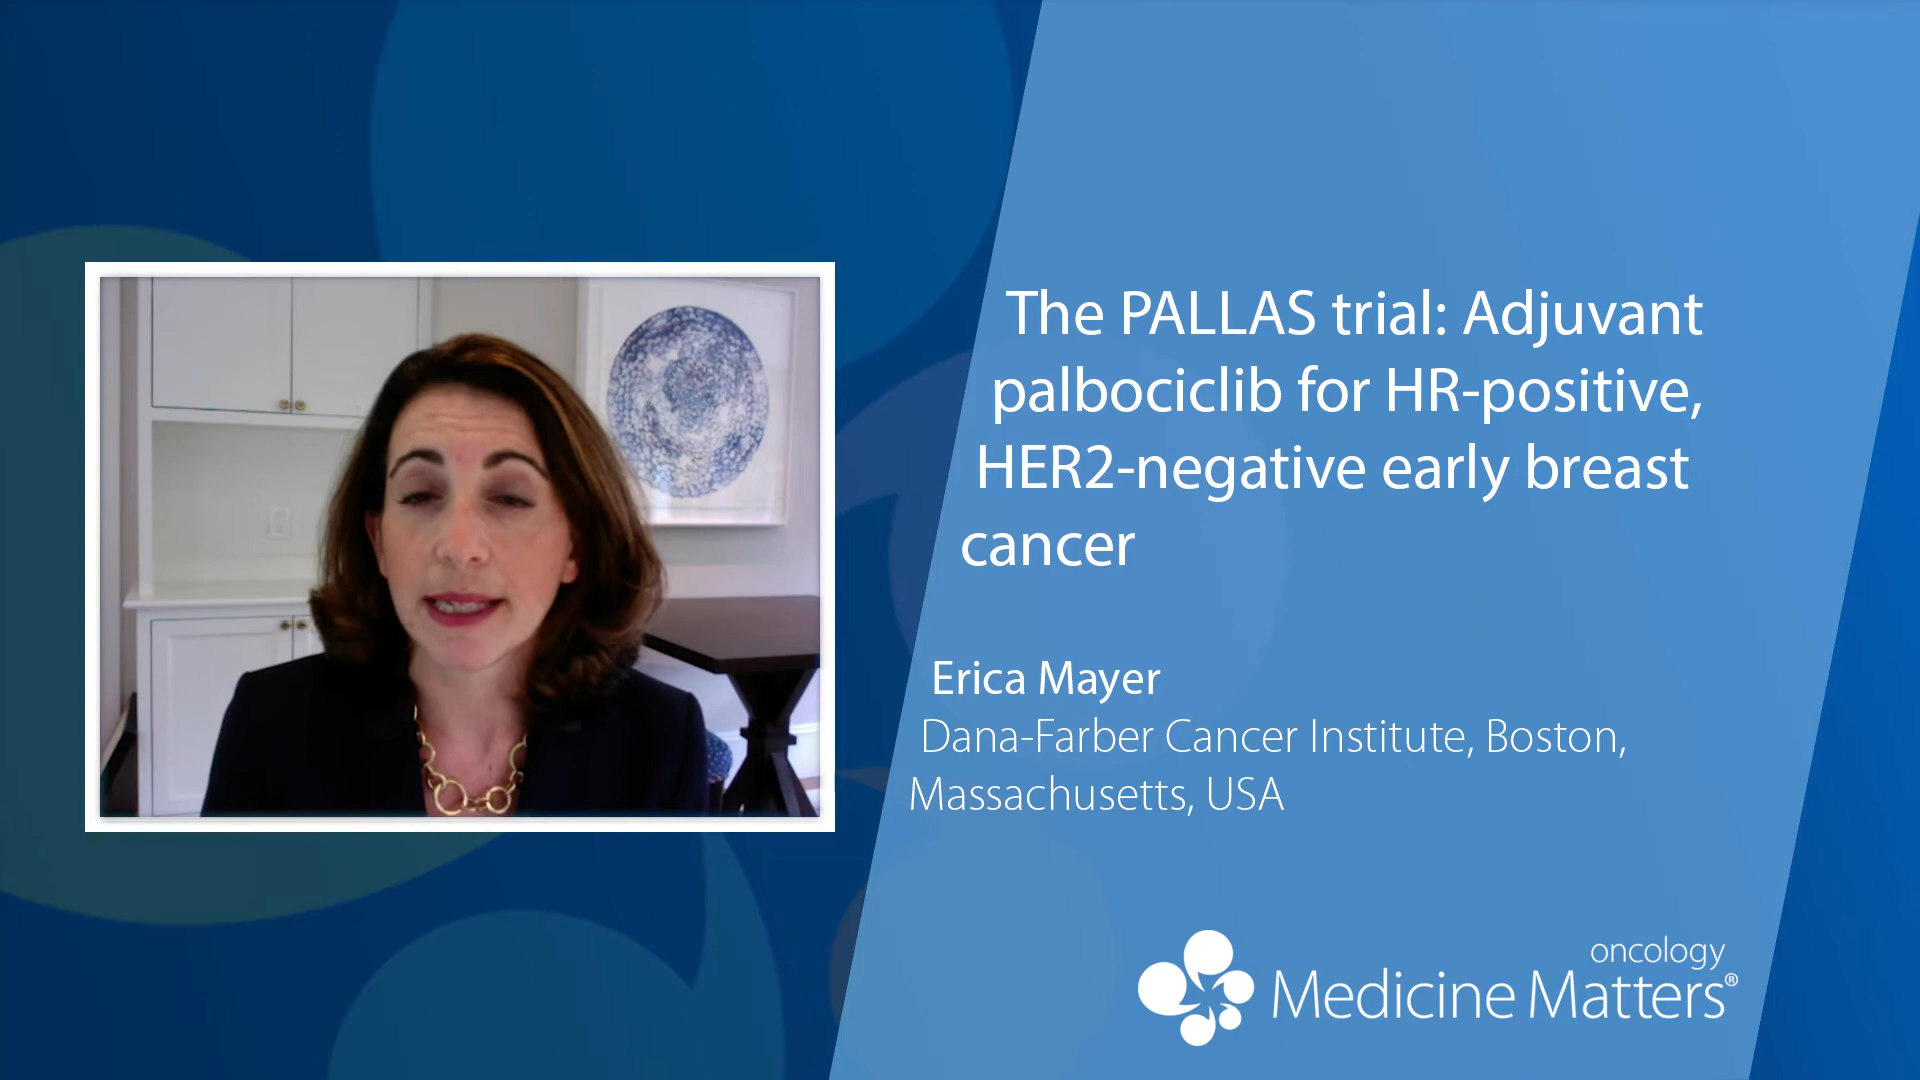 The PALLAS trial: Adjuvant
palbociclib for HR-positive,
HER2-negative early breast
cancer
Erica Mayer
Dana-Farber Cancer Institute, Boston,
Massachusetts, USA
oncology
Medicine Matters®